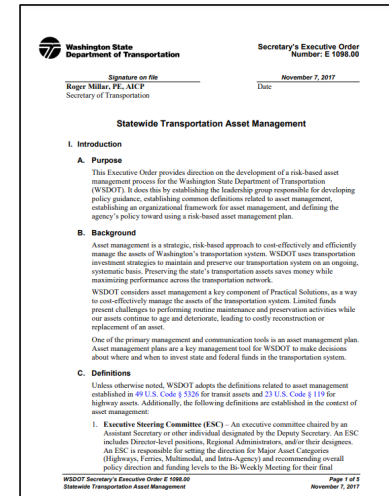 Washington State
Department of Transportation
Secretary's Executive Order
Number: E 1098.00
Signature on file
November 7, 2017
Roger Millar, PE, AICP
Date
Secretary of Transportation
Statewide Transportation Asset Management
I. Introduction
A. Purpose
This Executive Order provides direction on the development of a risk-based asset
management process for the Washington State Department of Transportation
(WSDOT). It does this by establishing the leadership group responsible for developing
policy guidance, establishing common definitions related to asset management,
establishing an organizational framework for asset management, and defining the
agency's policy toward using a risk-based asset management plan.
B. Background
Asset management is a strategic, risk-based approach to cost-effectively and efficiently
manage the assets of Washington's transportation system. WSDOT uses transportation
investment strategies to maintain and preserve our transportation system on an ongoing,
systematic basis. Preserving the state's transportation assets saves money while
maximizing performance across the transportation network.
WSDOT considers asset management a key component of Practical Solutions, as a way
to cost-effectively manage the assets of the transportation system. Limited funds
present challenges to performing routine maintenance and preservation activities while
our assets continue to age and deteriorate, leading to costly reconstruction or
replacement of an asset.
One of the primary management and communication tools is an asset management plan.
Asset management plans are a key management tool for WSDOT to make decisions
about where and when to invest state and federal funds in the transportation system.
C. Definitions
Unless otherwise noted, WSDOT adopts the definitions related to asset management
established in 49 U.S. Code § 5326 for transit assets and 23 U.S. Code § 119 for
highway assets. Additionally, the following definitions are established in the context of
asset management:
1. Executive Steering Committee (ESC) – An executive committee chaired by an
Assistant Secretary or other individual designated by the Deputy Secretary. An ESC
includes Director-level positions, Regional Administrators, and/or their designees.
An ESC is responsible for setting the direction for Major Asset Categories
(Highways, Ferries, Multimodal, and Intra-Agency) and recommending overall
policy direction and funding levels to the Bi-Weekly Meeting for their final
WSDOT Secretary's Executive Order E 1098.00
Page 1 of 5
Statewide Transportation Asset Management
November 7, 2017